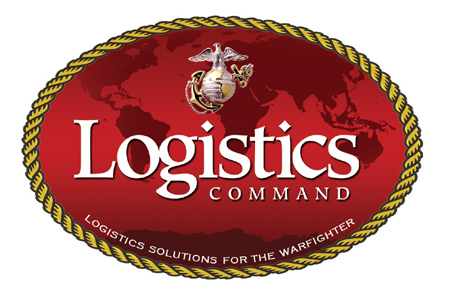 Logistics
COMMAND
LOGISTICS SOLUTIONS FOR THE WARFIGHTER